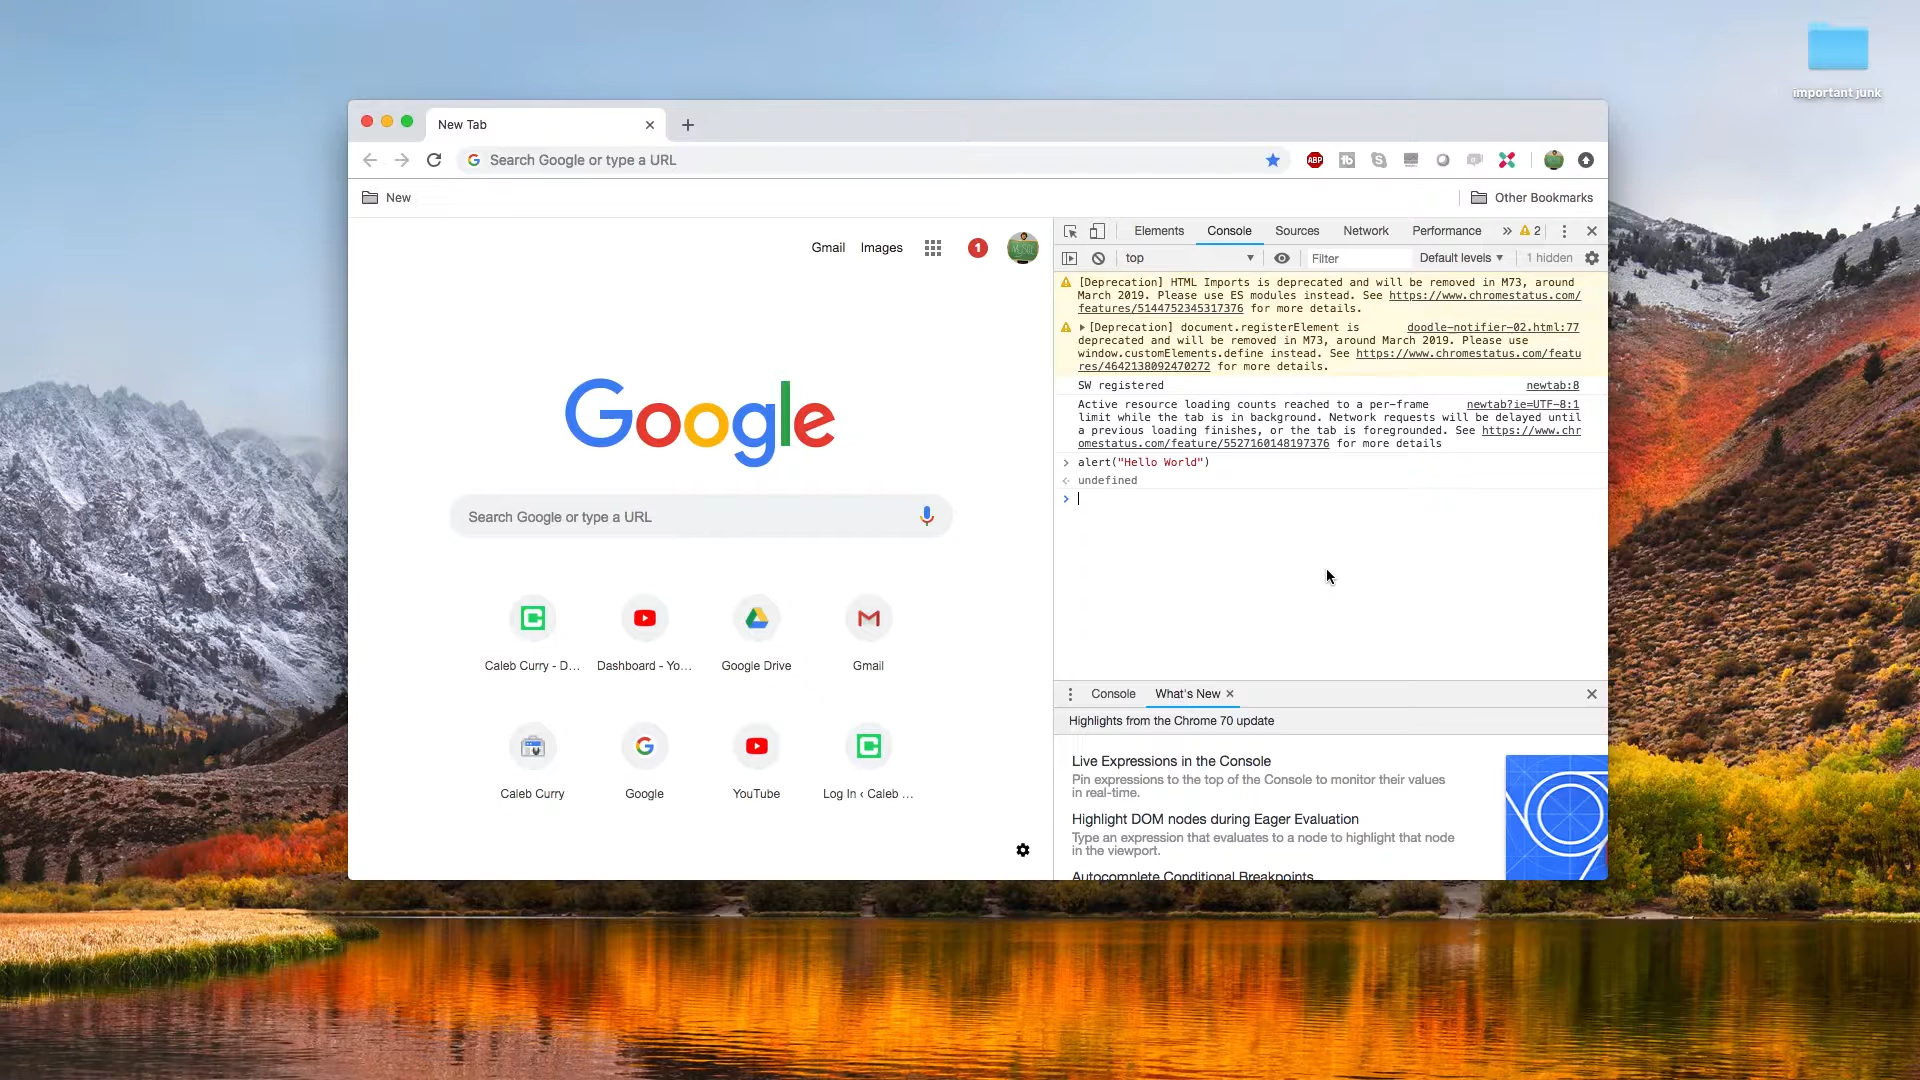 important junk
New Tab
Search Google or type a URL
ABP
New
Other Bookmarks
Gmail Images 1
Elements Console Sources Network Performance » 2
top Filter Default levels 1 hidden
[Deprecation] HTML Imports is deprecated and will be removed in M73, around
March 2019. Please use ES modules instead. See https://www.chromestatus.com/
features/5144752345317376 for more details.
[Deprecation] document.registerElement is doodle-notifier-02.html:77
deprecated and will be removed in M73, around March 2019. Please use
window.customElements.define instead. See https://www.chromestatus.com/featu
res/4642138092470272 for more details.
SW registered newtab:8
Active resource loading counts reached to a per-frame newtab?ie=UTF-8:1
limit while the tab is in background. Network requests will be delayed until
a previous loading finishes, or the tab is foregrounded. See https://www.chr
omestatus.com/feature/5527160148197376 for more details
> alert("Hello World")
undefined
>
Google
Search Google or type a URL
Caleb Curry - D... Dashboard - Yo... Google Drive Gmail
Caleb Curry Google YouTube Log In ‹ Caleb ...
Console What's New
Highlights from the Chrome 70 update
Live Expressions in the Console
Pin expressions to the top of the Console to monitor their values
in real-time.
Highlight DOM nodes during Eager Evaluation
Type an expression that evaluates to a node to highlight that node
in the viewport.
Autocomplete Conditional Breakpoints